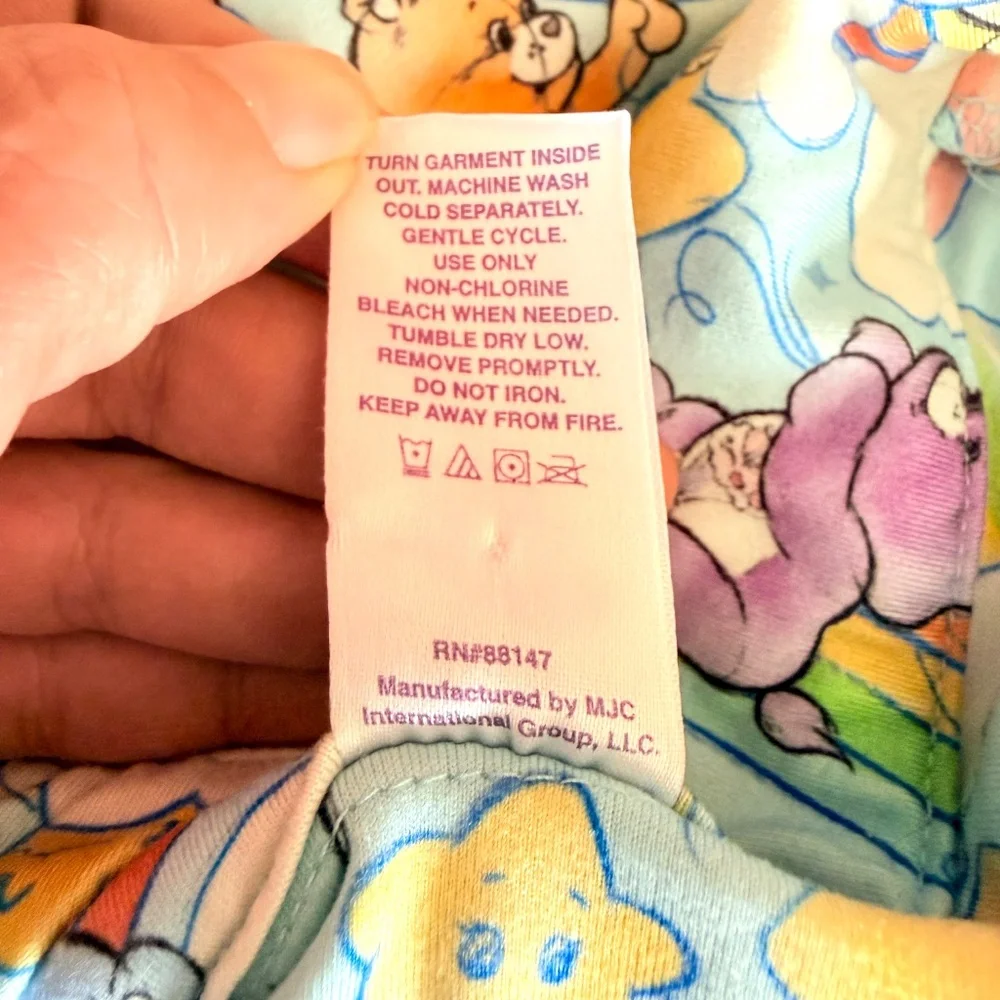 TURN GARMENT INSIDE
OUT. MACHINE WASH
COLD SEPARATELY.
GENTLE CYCLE.
USE ONLY
NON-CHLORINE
BLEACH WHEN NEEDED.
TUMBLE DRY LOW.
REMOVE PROMPTLY.
DO NOT IRON.
KEEP AWAY FROM FIRE.
RN#88147
Manufactured by MJC
International Group, LLC.